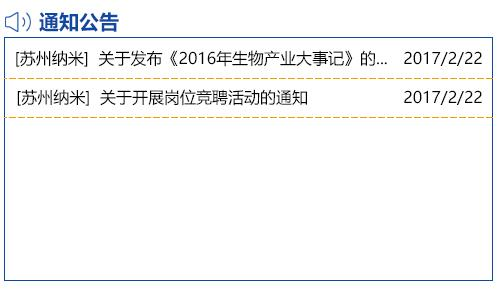 通知公告
[苏州纳米] 关于发布《2016年生物产业大事记》的... 2017/2/22
[苏州纳米] 关于开展岗位竞聘活动的通知 2017/2/22